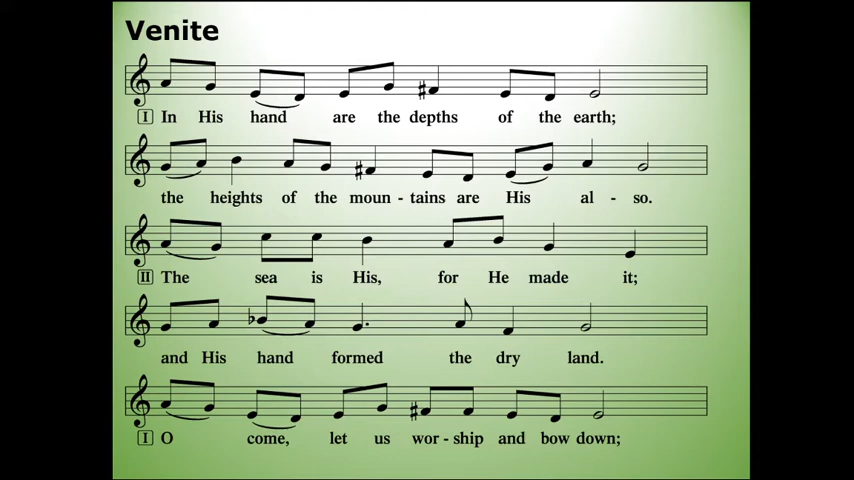 Venite
I In His hand are the depths of the earth;
the heights of the moun - tains are His al - so.
II The sea is His, for He made it;
and His hand formed the dry land.
I O come, let us wor - ship and bow down;